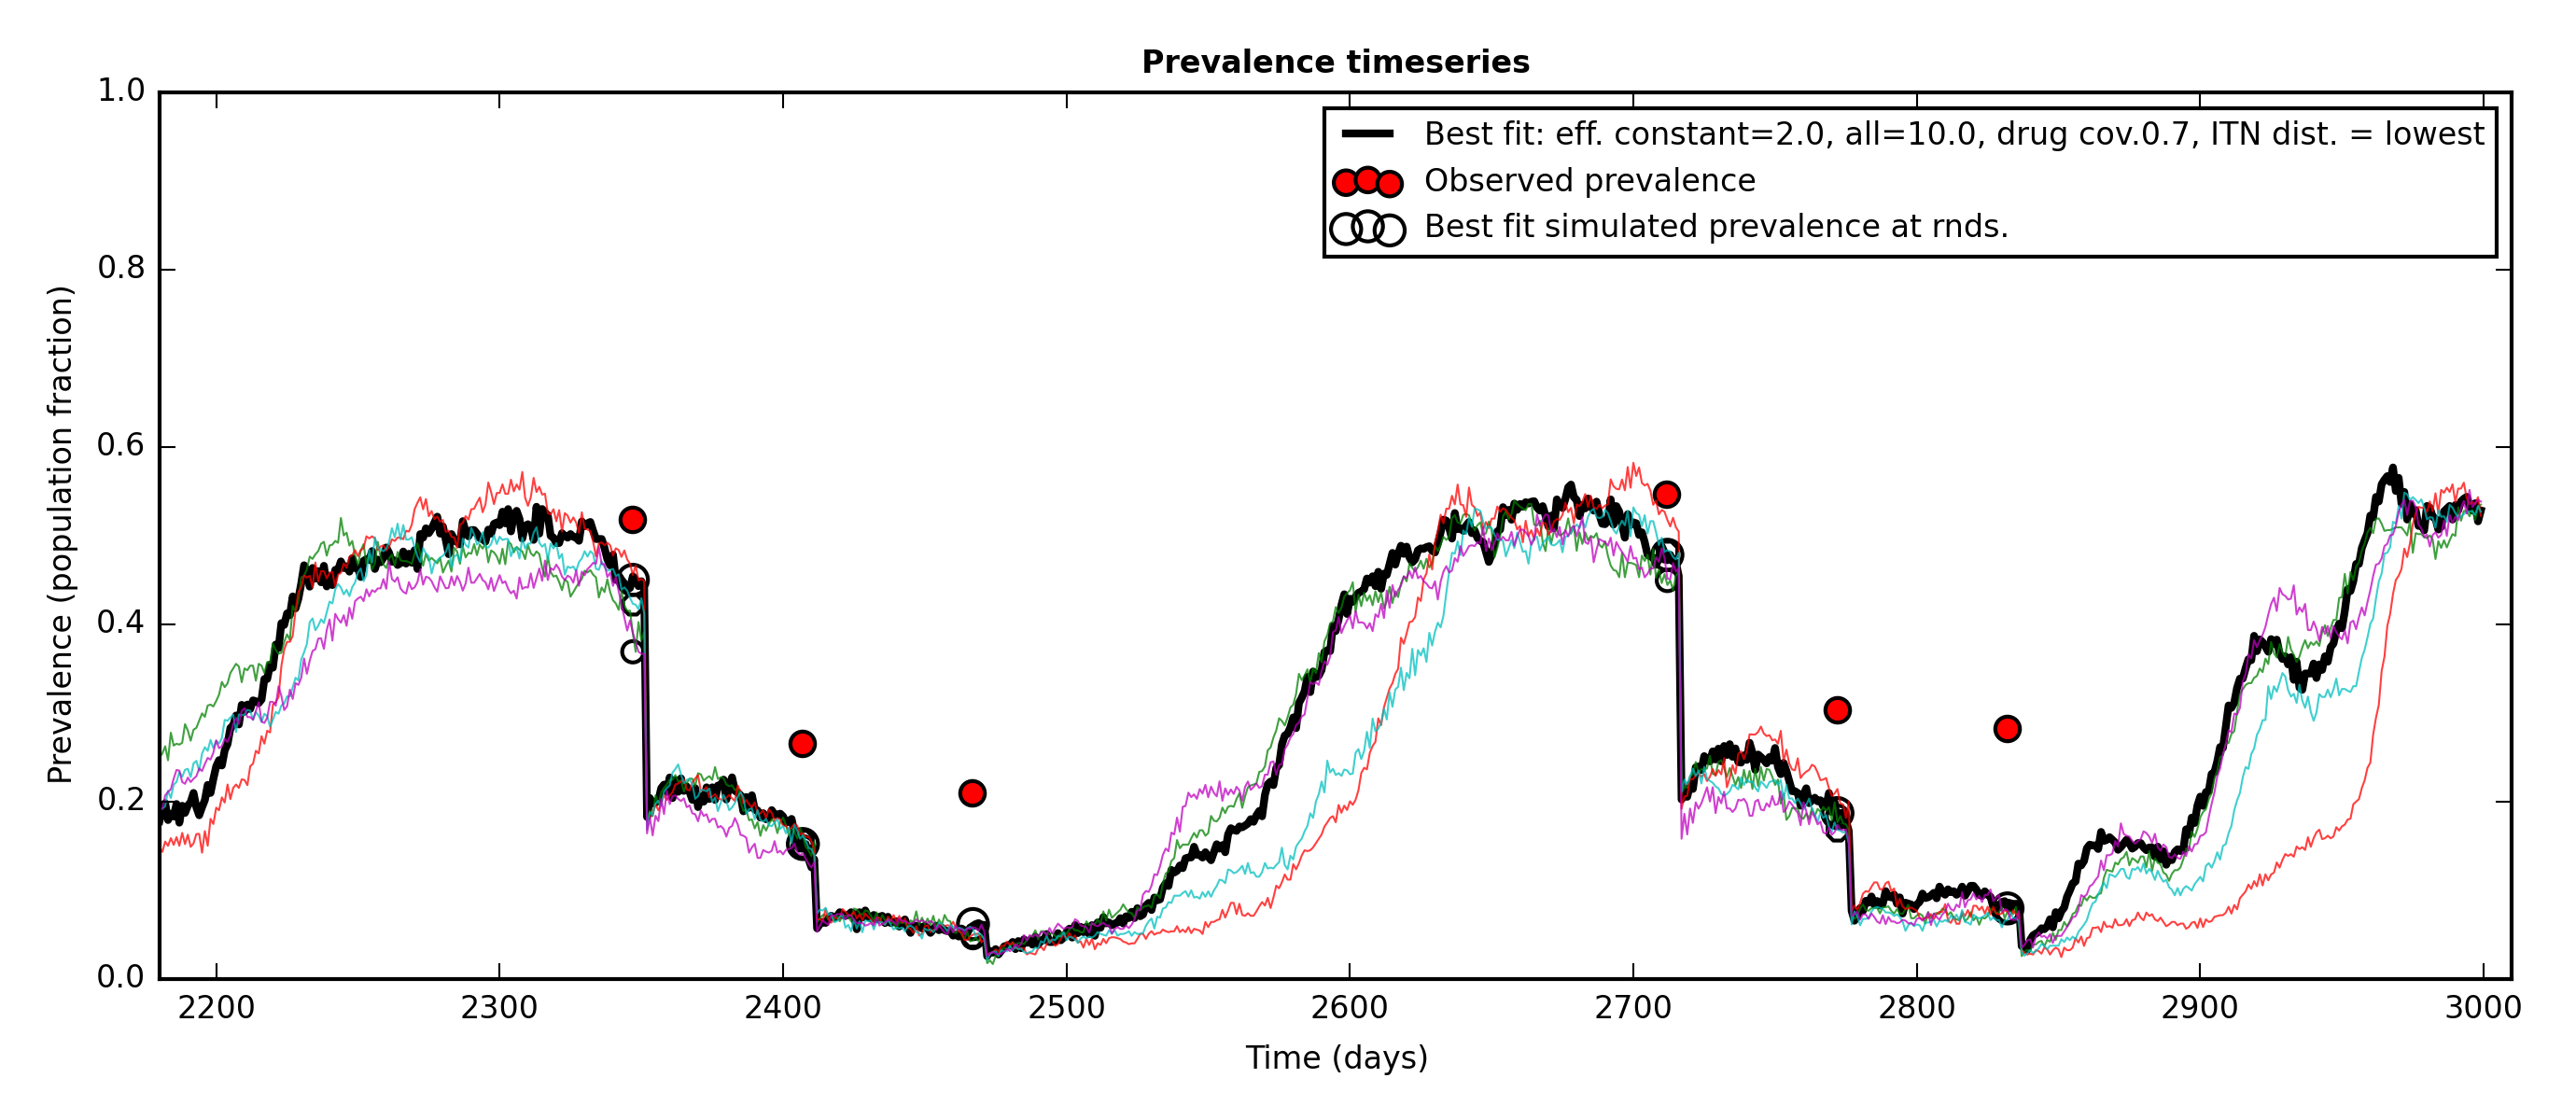 Prevalence timeseries
1.0
0.8
0.6
0.4
0.2
0.0
Prevalence (population fraction)
Best fit: eff. constant=2.0, all=10.0, drug cov.0.7, ITN dist. = lowest
Observed prevalence
Best fit simulated prevalence at rnds.
2200 2300 2400 2500 2600 2700 2800 2900 3000
Time (days)